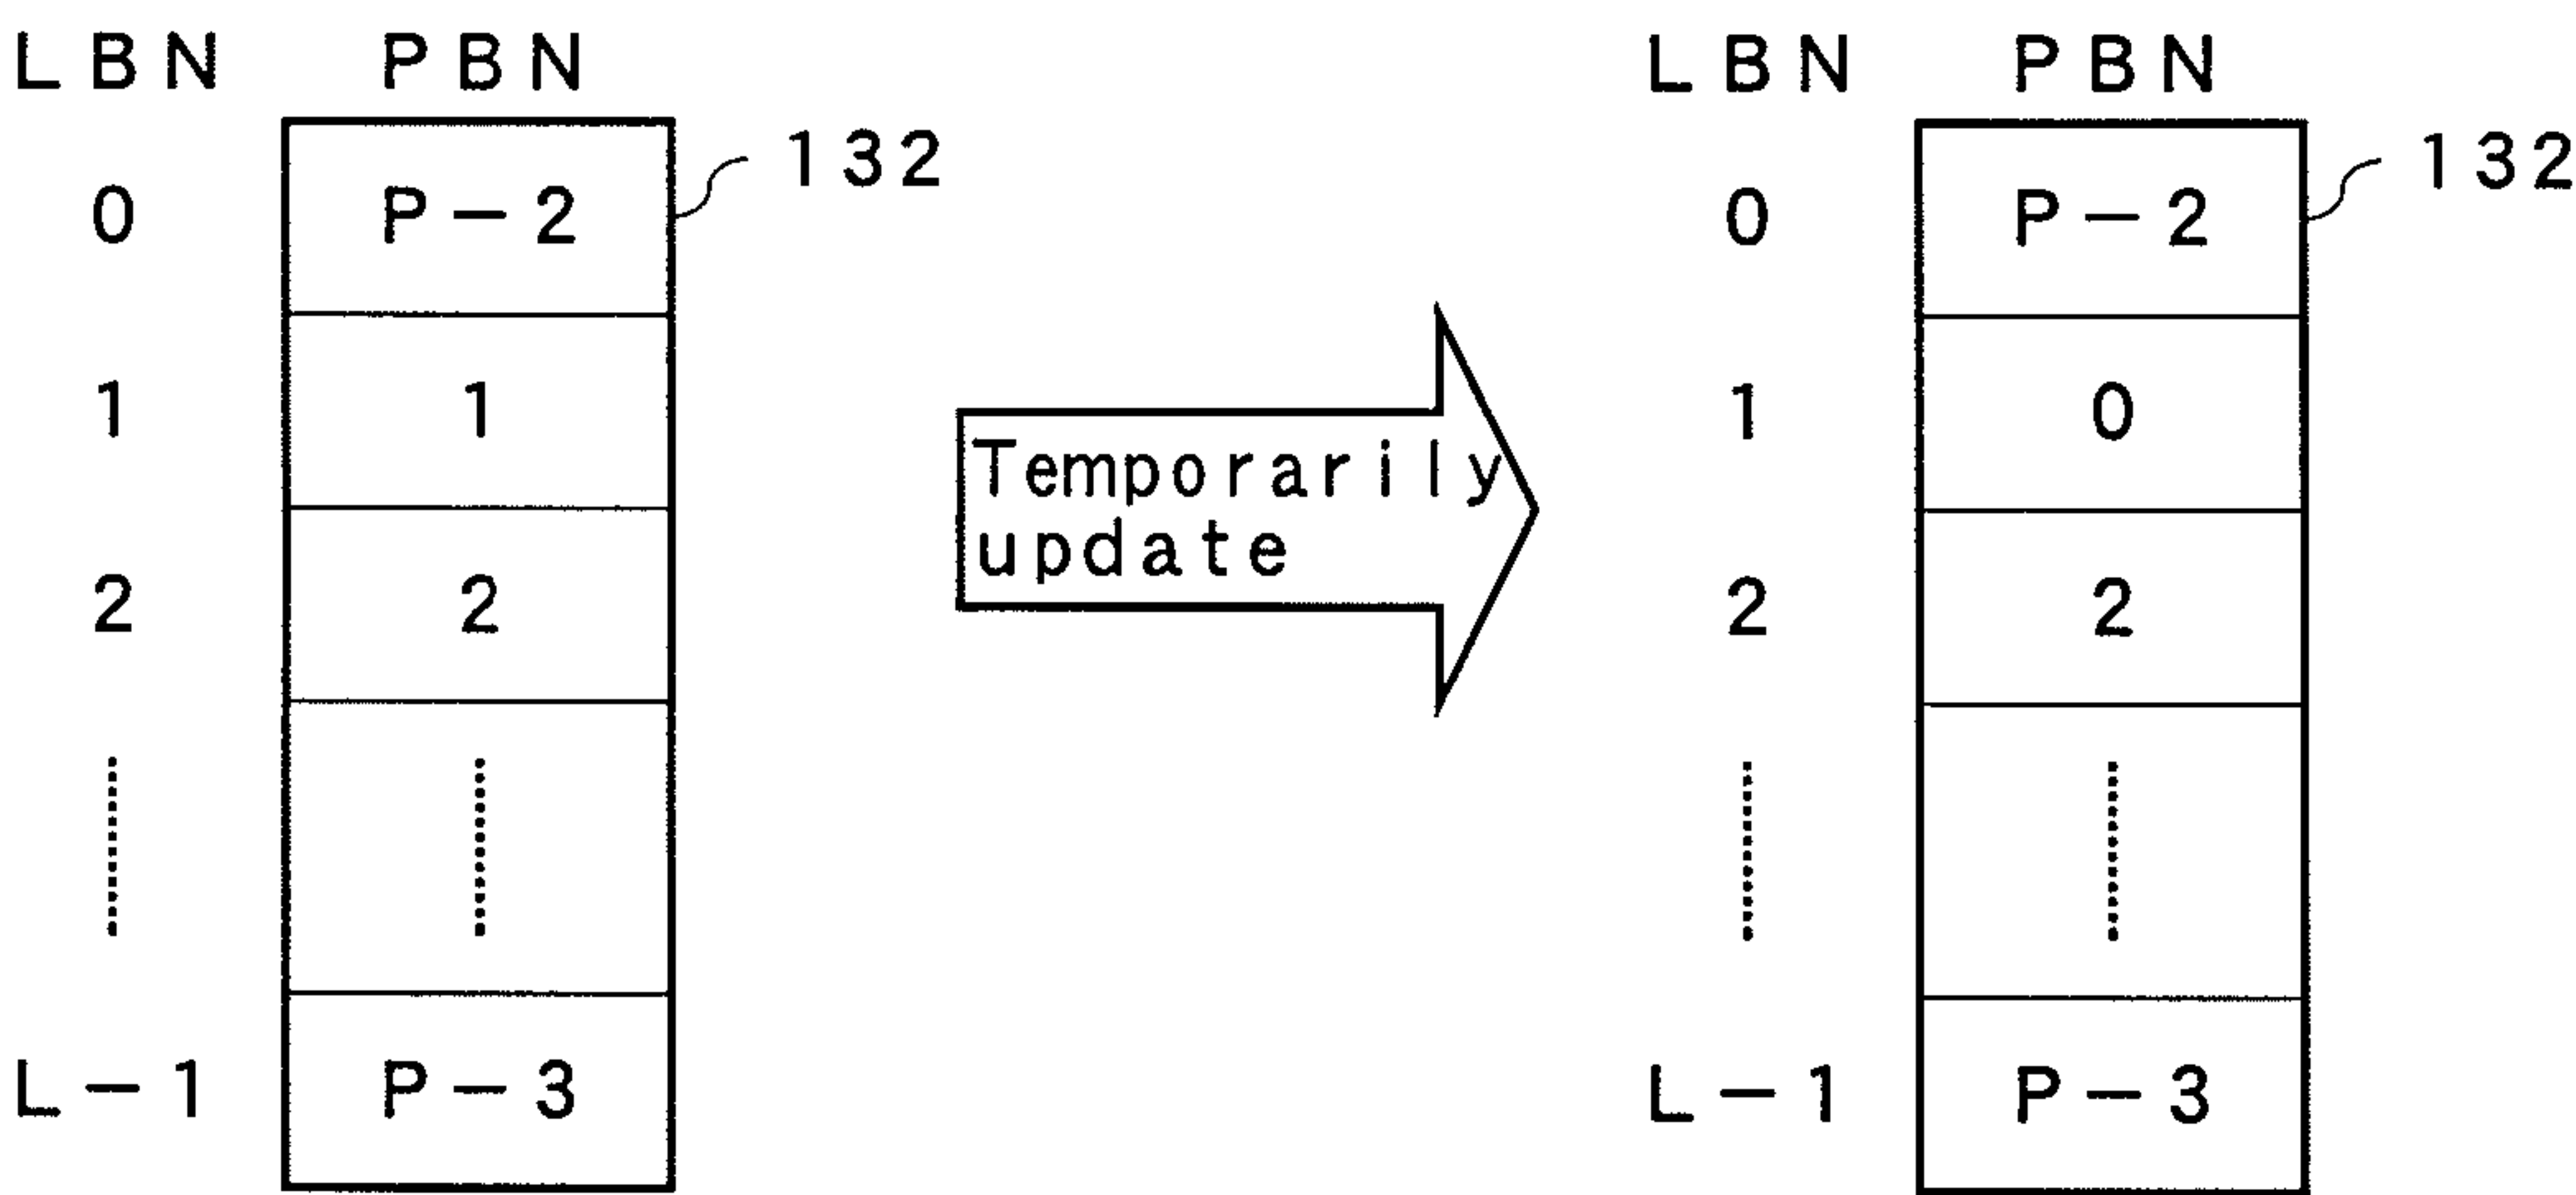 LBN PBN
132
0 P-2
1 1
2 2
L-1 P-3
Temporarily
update
LBN PBN
132
0 P-2
1 0
2 2
L-1 P-3